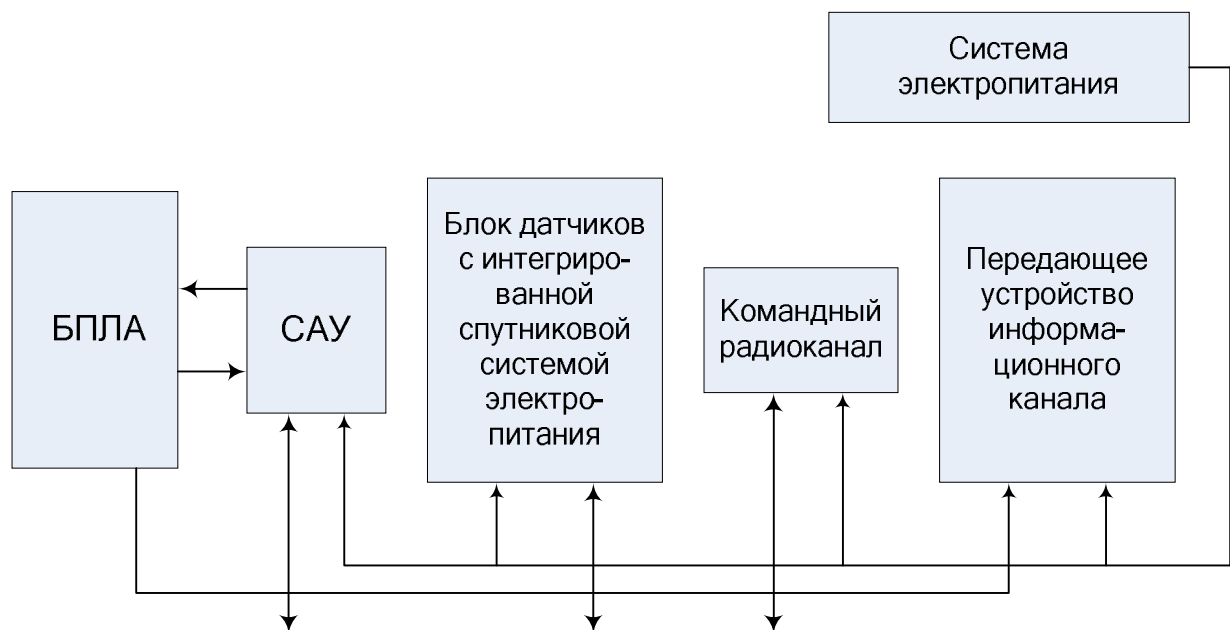 Система
электропитания
БПЛА
САУ
Блок датчиков
с интегриро-
ванной
спутниковой
системой
электро-
питания
Командный
радиоканал
Передающее
устройство
информа-
ционного
канала